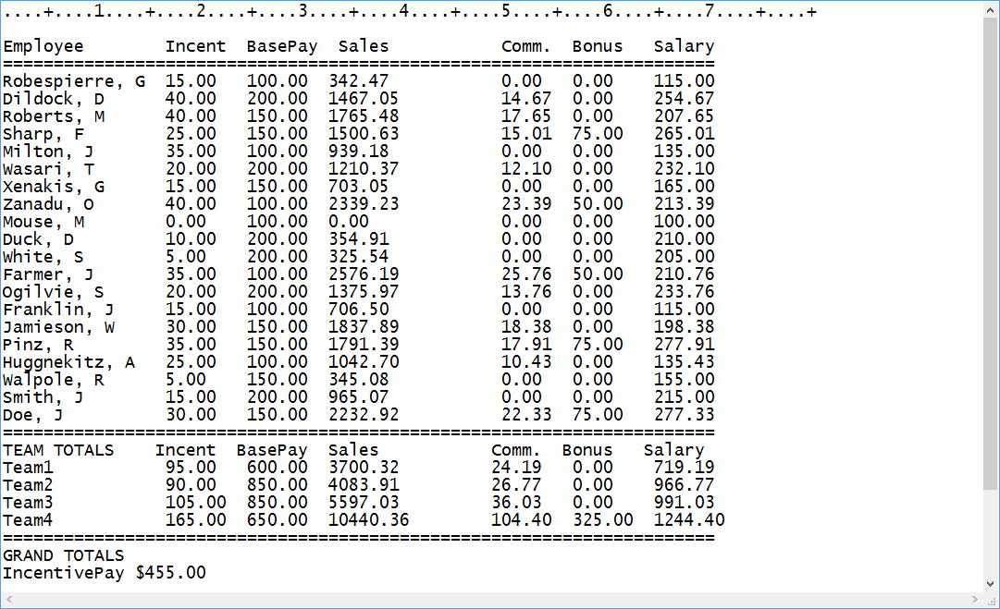 ....+....1....+....2....+....3....+....4....+....5....+....6....+....7....+....+
Employee        Incent  BasePay  Sales           Comm.  Bonus   Salary
======================================================================
Robespierre, G  15.00   100.00  342.47           0.00   0.00    115.00
Dildock, D      40.00   200.00  1467.05          14.67  0.00    254.67
Roberts, M      40.00   150.00  1765.48          17.65  0.00    207.65
Sharp, F        25.00   150.00  1500.63          15.01  75.00   265.01
Milton, J       35.00   100.00  939.18           0.00   0.00    135.00
Wasari, T       20.00   200.00  1210.37          12.10  0.00    232.10
Xenakis, G      15.00   150.00  703.05           0.00   0.00    165.00
Zanadu, O       40.00   100.00  2339.23          23.39  50.00   213.39
Mouse, M        0.00    100.00  0.00             0.00   0.00    100.00
Duck, D         10.00   200.00  354.91           0.00   0.00    210.00
White, S        5.00    200.00  325.54           0.00   0.00    205.00
Farmer, J       35.00   100.00  2576.19          25.76  50.00   210.76
Ogilvie, S      20.00   200.00  1375.97          13.76  0.00    233.76
Franklin, J     15.00   100.00  706.50           0.00   0.00    115.00
Jamieson, W     30.00   150.00  1837.89          18.38  0.00    198.38
Pinz, R         35.00   150.00  1791.39          17.91  75.00   277.91
Huggnekitz, A   25.00   100.00  1042.70          10.43  0.00    135.43
Walpole, R      5.00    150.00  345.08           0.00   0.00    155.00
Smith, J        15.00   200.00  965.07           0.00   0.00    215.00
Doe, J          30.00   150.00  2232.92          22.33  75.00   277.33
======================================================================
TEAM TOTALS    Incent  BasePay  Sales           Comm.  Bonus   Salary
Team1           95.00   600.00  3700.32         24.19  0.00    719.19
Team2           90.00   850.00  4083.91         26.77  0.00    966.77
Team3           105.00  850.00  5597.03         36.03  0.00    991.03
Team4           165.00  650.00  10440.36        104.40 325.00  1244.40
======================================================================
GRAND TOTALS
IncentivePay $455.00